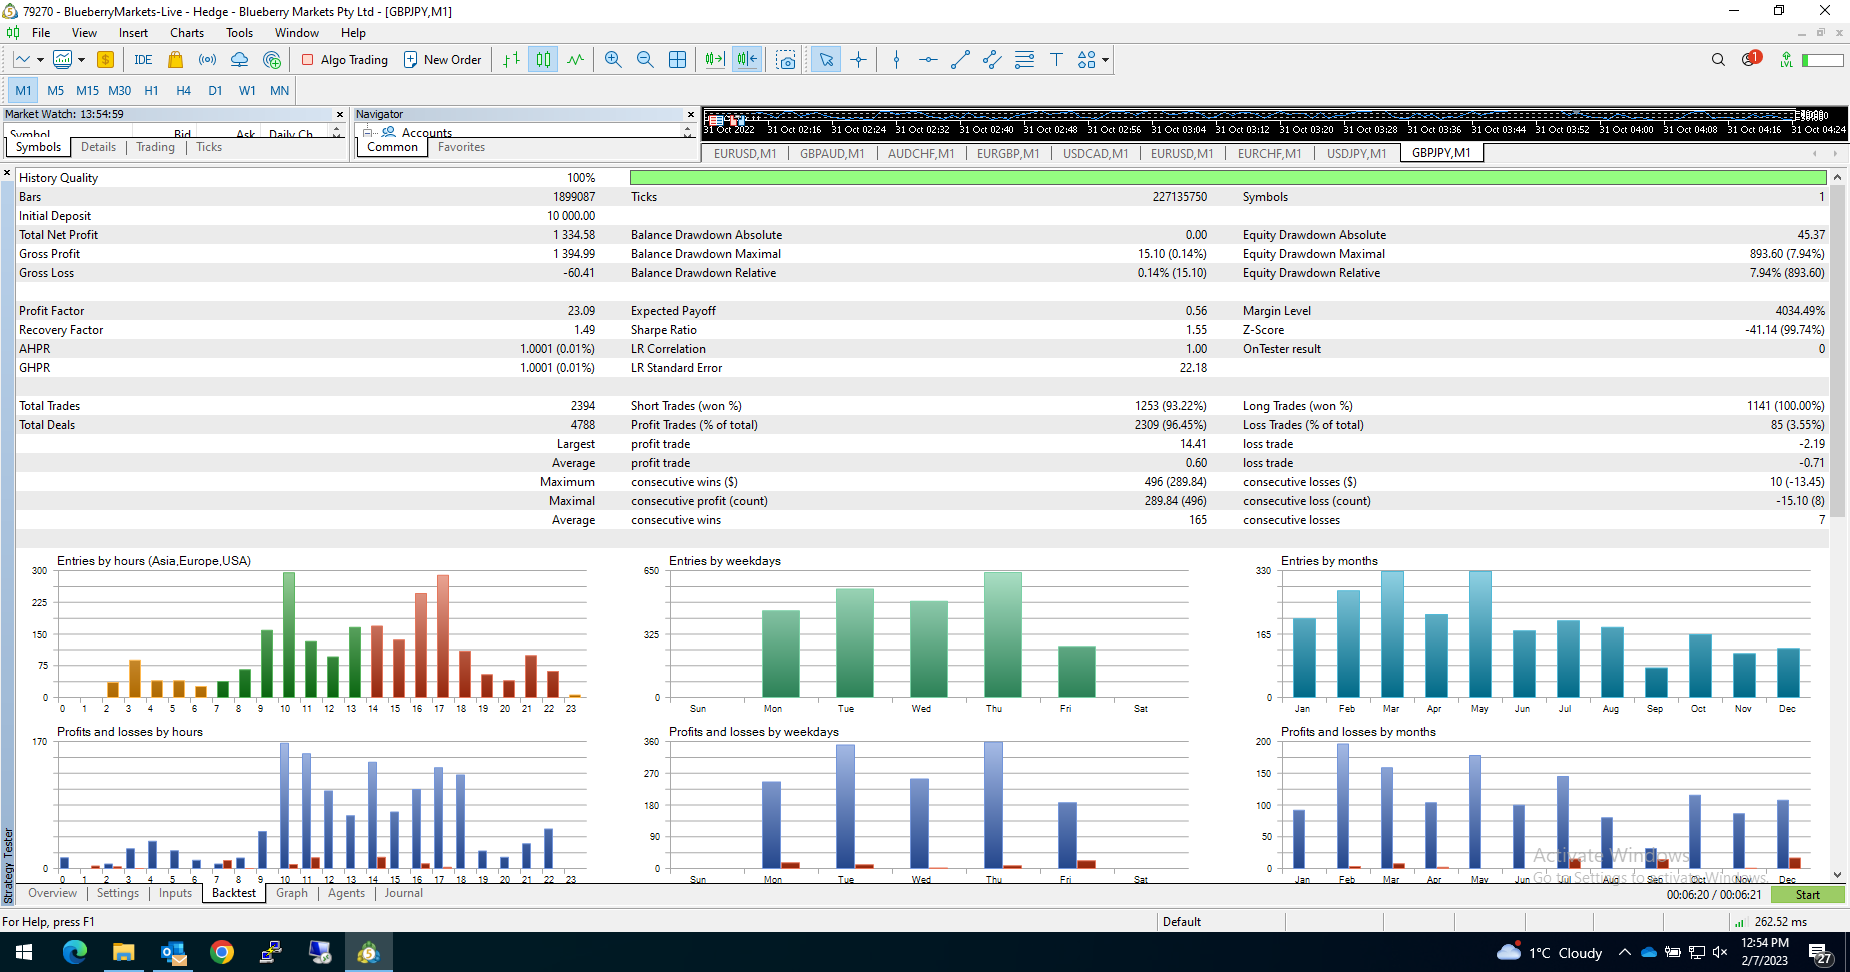 79270 - BlueberryMarkets-Live - Hedge - Blueberry Markets Pty Ltd - [GBPJPY,M1]
File View Insert Charts Tools Window Help
IDE Algo Trading New Order 1 LVL
M1 M5 M15 M30 H1 H4 D1 W1 MN
Market Watch: 13:54:59 Navigator
Symbol Bid Ask Daily Ch... Accounts
31 Oct 2022 31 Oct 02:16 31 Oct 02:24 31 Oct 02:32 31 Oct 02:40 31 Oct 02:48 31 Oct 02:56 31 Oct 03:04 31 Oct 03:12 31 Oct 03:20 31 Oct 03:28 31 Oct 03:36 31 Oct 03:44 31 Oct 03:52 31 Oct 04:00 31 Oct 04:08 31 Oct 04:16 31 Oct 04:24
Symbols Details Trading Ticks Common Favorites
EURUSD,M1 GBPAUD,M1 AUDCHF,M1 EURGBP,M1 USDCAD,M1 EURUSD,M1 EURCHF,M1 USDJPY,M1 GBPJPY,M1
History Quality 100%
Bars 1899087 Ticks 227135750 Symbols 1
Initial Deposit 10 000.00
Total Net Profit 1 334.58 Balance Drawdown Absolute 0.00 Equity Drawdown Absolute 45.37
Gross Profit 1 394.99 Balance Drawdown Maximal 15.10 (0.14%) Equity Drawdown Maximal 893.60 (7.94%)
Gross Loss -60.41 Balance Drawdown Relative 0.14% (15.10) Equity Drawdown Relative 7.94% (893.60)
Profit Factor 23.09 Expected Payoff 0.56 Margin Level 4034.49%
Recovery Factor 1.49 Sharpe Ratio 1.55 Z-Score -41.14 (99.74%)
AHPR 1.0001 (0.01%) LR Correlation 1.00 OnTester result 0
GHPR 1.0001 (0.01%) LR Standard Error 22.18
Total Trades 2394 Short Trades (won %) 1253 (93.22%) Long Trades (won %) 1141 (100.00%)
Total Deals 4788 Profit Trades (% of total) 2309 (96.45%) Loss Trades (% of total) 85 (3.55%)
Largest profit trade 14.41 loss trade -2.19
Average profit trade 0.60 loss trade -0.71
Maximum consecutive wins ($) 496 (289.84) consecutive losses ($) 10 (-13.45)
Maximal consecutive profit (count) 289.84 (496) consecutive loss (count) -15.10 (8)
Average consecutive wins 165 consecutive losses 7
Entries by hours (Asia,Europe,USA)
300
225
150
75
0
0 1 2 3 4 5 6 7 8 9 10 11 12 13 14 15 16 17 18 19 20 21 22 23
Entries by weekdays
650
325
0
Sun Mon Tue Wed Thu Fri Sat
Entries by months
330
165
0
Jan Feb Mar Apr May Jun Jul Aug Sep Oct Nov Dec
Profits and losses by hours
170
0
0 1 2 3 4 5 6 7 8 9 10 11 12 13 14 15 16 17 18 19 20 21 22 23
Profits and losses by weekdays
360
270
180
90
0
Sun Mon Tue Wed Thu Fri Sat
Profits and losses by months
200
150
100
50
0
Jan Feb Mar Apr May Jun Jul Aug Sep Oct Nov Dec
Activate Windows
Go to Settings to activate Windows.
Strategy Tester
Overview Settings Inputs Backtest Graph Agents Journal
00:06:20 / 00:06:21 Start
For Help, press F1 Default 262.52 ms
1°C Cloudy 12:54 PM
2/7/2023
27